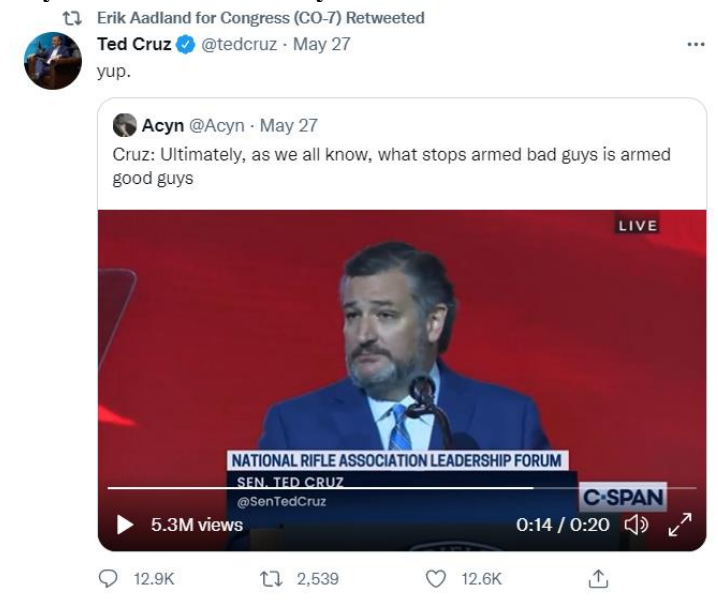 Erik Aadland for Congress (CO-7) Retweeted
Ted Cruz @tedcruz · May 27
yup.
Acyn @Acyn · May 27
Cruz: Ultimately, as we all know, what stops armed bad guys is armed
good guys
LIVE
NATIONAL RIFLE ASSOCIATION LEADERSHIP FORUM
SEN. TED CRUZ
@SenTedCruz
C-SPAN
5.3M views
0:14 / 0:20
12.9K 2,539 12.6K